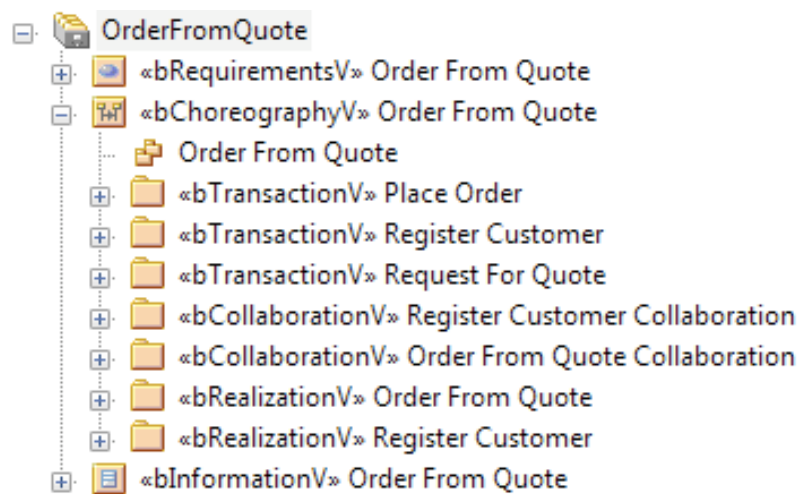 OrderFromQuote
«bRequirementsV» Order From Quote
«bChoreographyV» Order From Quote
Order From Quote
«bTransactionV» Place Order
«bTransactionV» Register Customer
«bTransactionV» Request For Quote
«bCollaborationV» Register Customer Collaboration
«bCollaborationV» Order From Quote Collaboration
«bRealizationV» Order From Quote
«bRealizationV» Register Customer
«bInformationV» Order From Quote